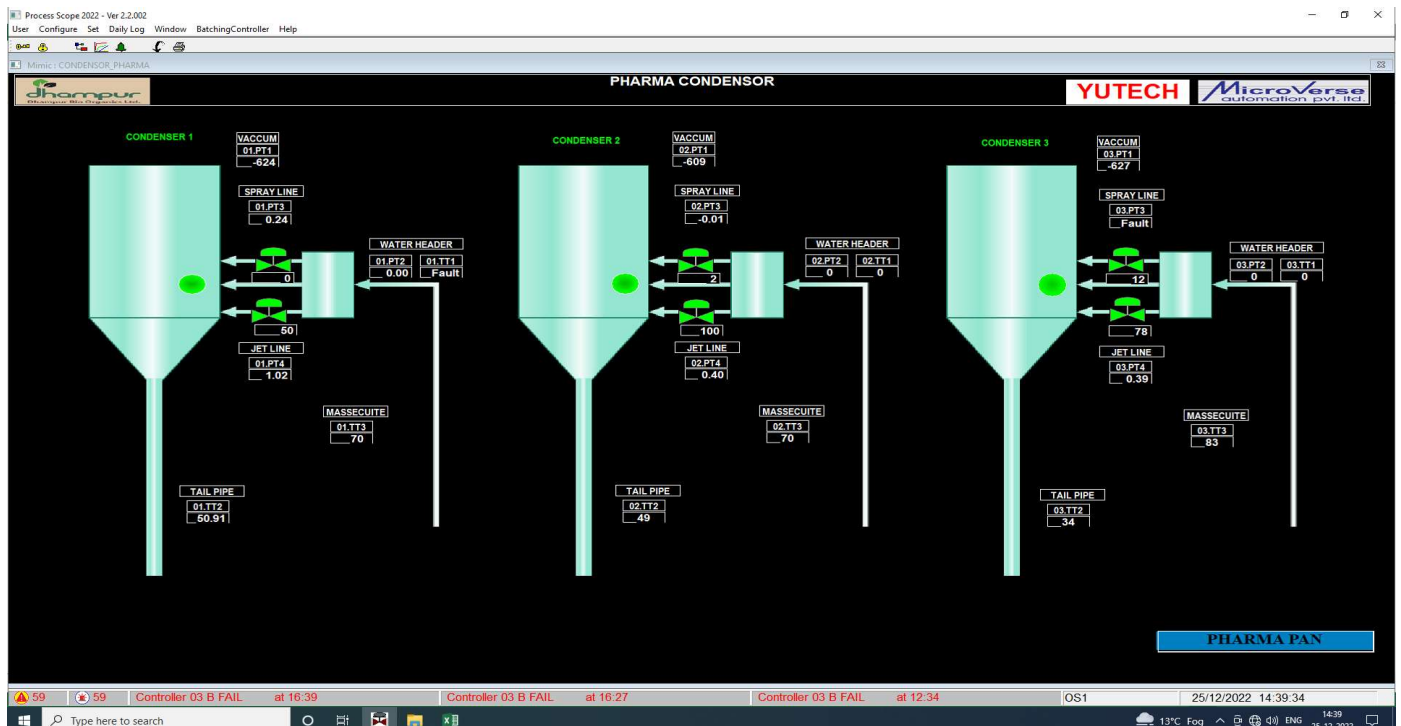 Process Scope 2022 - Ver 2.2.002
User Configure Set Daily Log Window BatchingController Help
Mimic : CONDENSOR_PHARMA
dhampur
Dhampur Bio Organics Ltd.
PHARMA CONDENSOR
YUTECH
MicroVerse
automation pvt. ltd.
CONDENSER 1
VACCUM
01.PT1
-624
SPRAY LINE
01.PT3
0.24
WATER HEADER
01.PT2 01.TT1
0.00 Fault
0
50
JET LINE
01.PT4
1.02
MASSECUITE
01.TT3
70
TAIL PIPE
01.TT2
50.91
CONDENSER 2
VACCUM
02.PT1
-609
SPRAY LINE
02.PT3
-0.01
WATER HEADER
02.PT2 02.TT1
0 0
2
100
JET LINE
02.PT4
0.40
MASSECUITE
02.TT3
70
TAIL PIPE
02.TT2
49
CONDENSER 3
VACCUM
03.PT1
-627
SPRAY LINE
03.PT3
Fault
WATER HEADER
03.PT2 03.TT1
0 0
12
78
JET LINE
03.PT4
0.39
MASSECUITE
03.TT3
83
TAIL PIPE
03.TT2
34
PHARMA PAN
59 59 Controller 03 B FAIL at 16:39 Controller 03 B FAIL at 16:27 Controller 03 B FAIL at 12:34 OS1 25/12/2022 14:39:34
Type here to search 13°C Fog ENG 14:39
25-12-2022